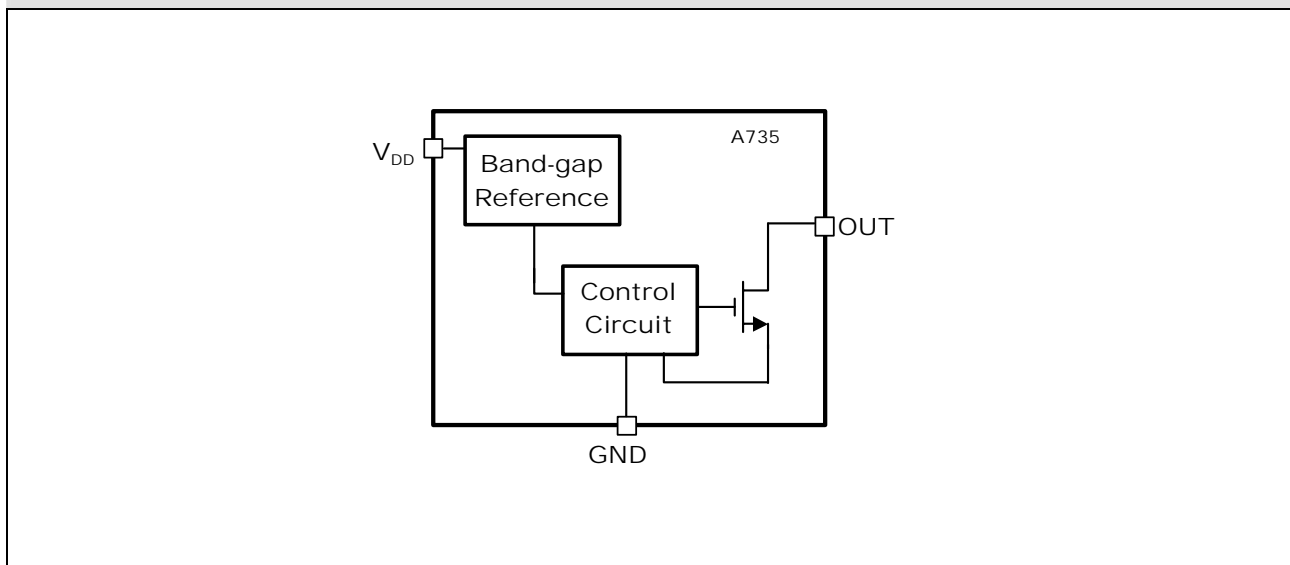 A735
V_DD
Band-gap
Reference
OUT
Control
Circuit
GND